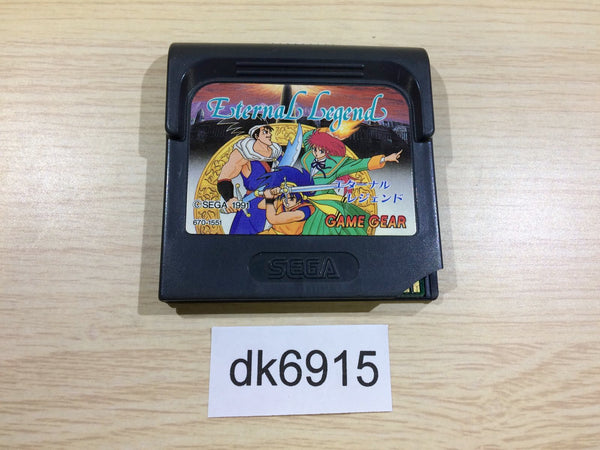 Eternal Legend
エターナル
レジェンド
© SEGA 1991
670-1551
GAME GEAR
SEGA
dk6915